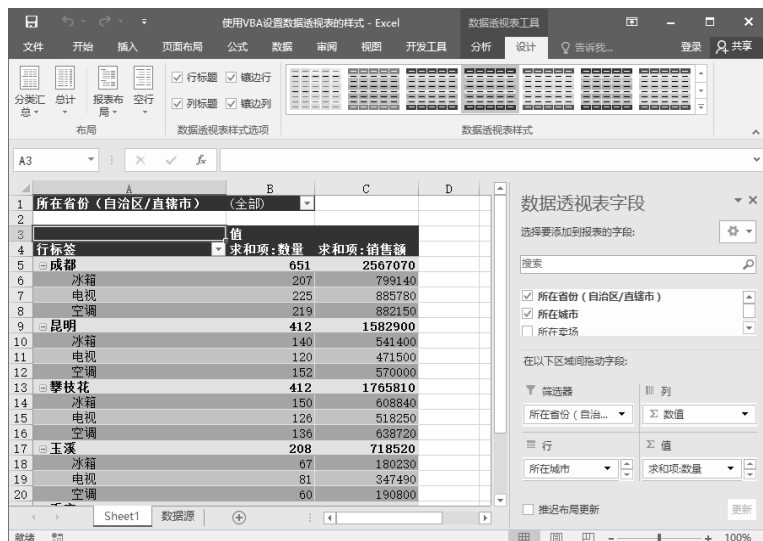 使用VBA设置数据透视表的样式 - Excel 数据透视表工具
文件 开始 插入 页面布局 公式 数据 审阅 视图 开发工具 分析 设计 告诉我... 登录 共享
分类汇总 总计 报表布局 空行
行标题 镶边行
列标题 镶边列
布局 数据透视表样式选项 数据透视表样式
A3 fx
A B C D
1 所在省份（自治区/直辖市） (全部)
2
3 值
4 行标签 求和项:数量 求和项:销售额
5 成都 651 2567070
6 冰箱 207 799140
7 电视 225 885780
8 空调 219 882150
9 昆明 412 1582900
10 冰箱 140 541400
11 电视 120 471500
12 空调 152 570000
13 攀枝花 412 1765810
14 冰箱 150 608840
15 电视 126 518250
16 空调 136 638720
17 玉溪 208 718520
18 冰箱 67 180230
19 电视 81 347490
20 空调 60 190800
数据透视表字段
选择要添加到报表的字段:
搜索
所在省份（自治区/直辖市）
所在城市
所在卖场
在以下区域间拖动字段:
筛选器 列
所在省份（自治... Σ 数值
行 Σ 值
所在城市 求和项:数量
推迟布局更新 更新
Sheet1 数据源
就绪 100%